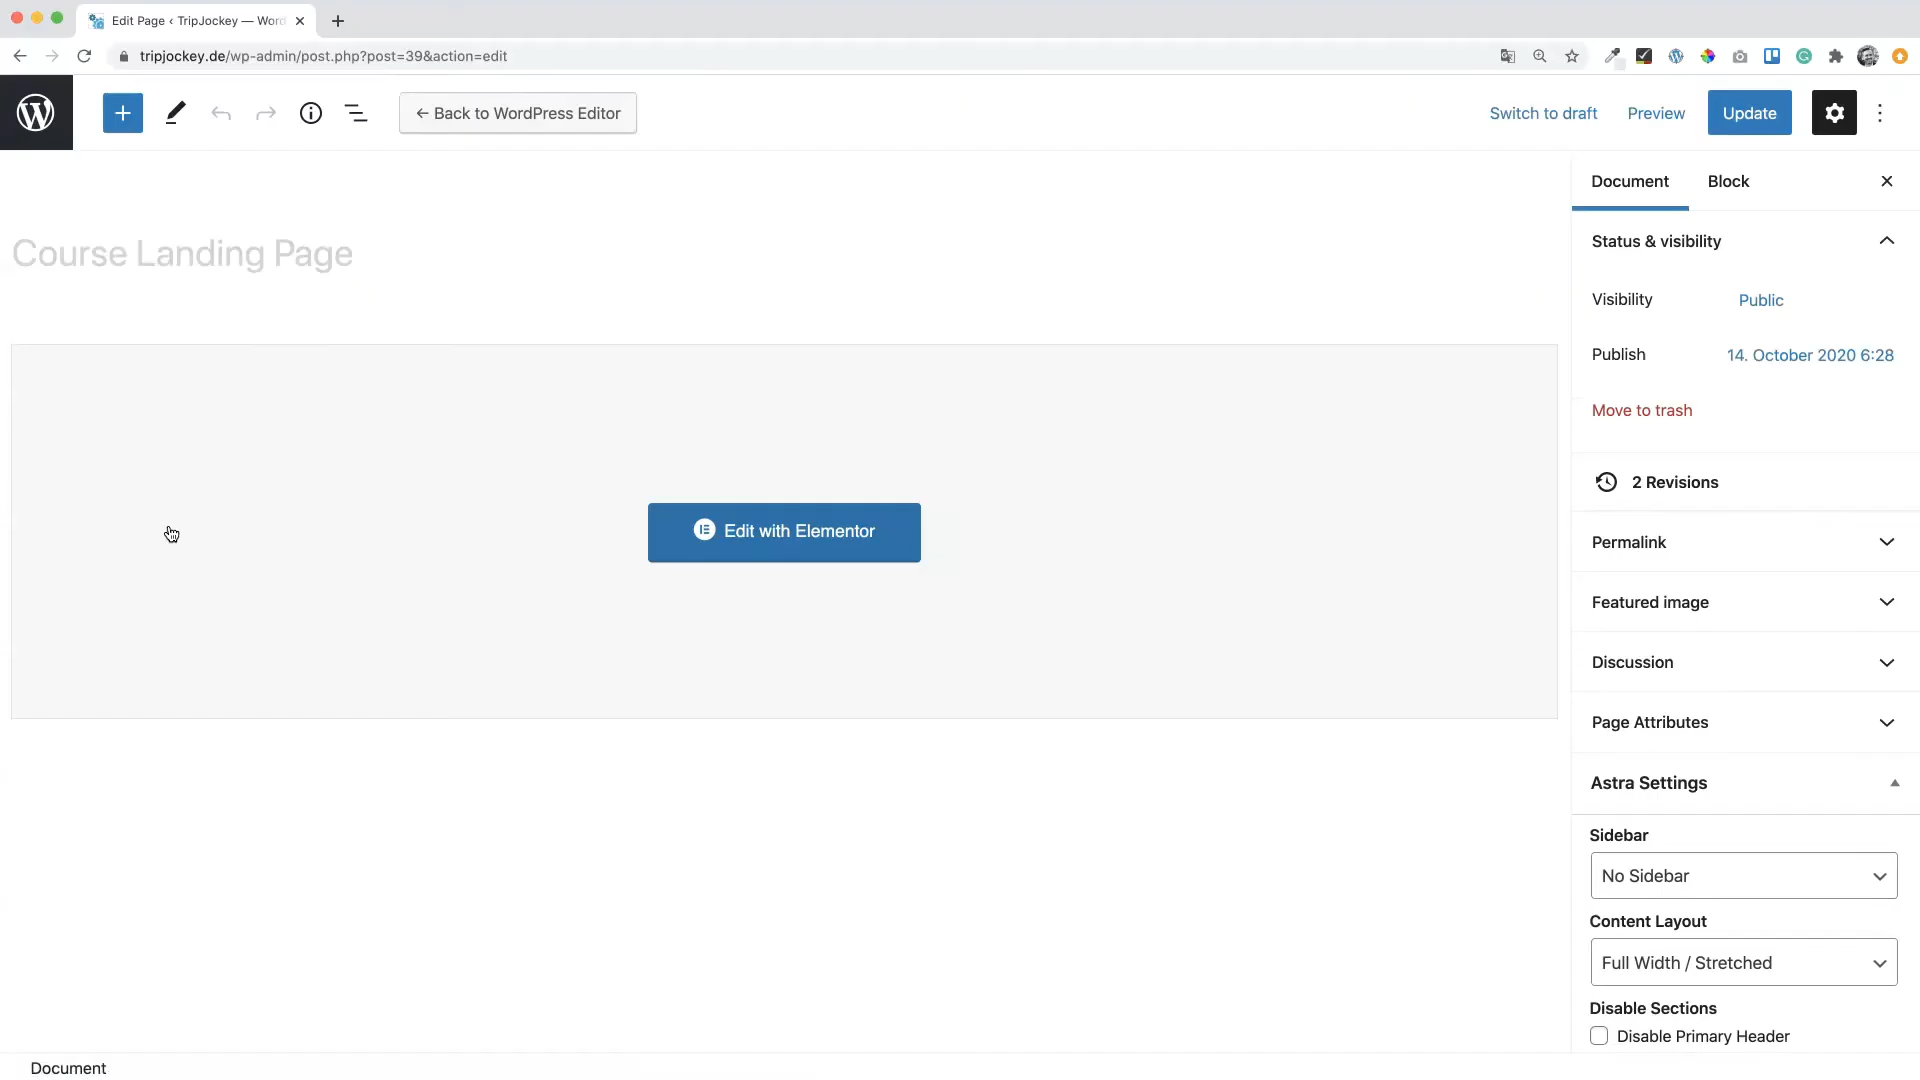 Edit Page ‹ TripJockey — Word
tripjockey.de/wp-admin/post.php?post=39&action=edit
← Back to WordPress Editor
Switch to draft
Preview
Update
Document
Block
Course Landing Page
Status & visibility
Visibility
Public
Publish
14. October 2020 6:28
Move to trash
2 Revisions
Edit with Elementor
Permalink
Featured image
Discussion
Page Attributes
Astra Settings
Sidebar
No Sidebar
Content Layout
Full Width / Stretched
Disable Sections
Disable Primary Header
Document